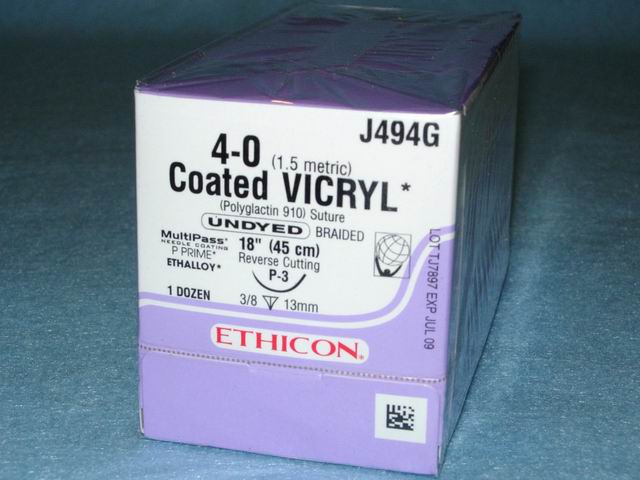 J494G
4-0 (1.5 metric)
Coated VICRYL*
(Polyglactin 910) Suture
UNDYED BRAIDED
MultiPass* 18" (45 cm)
NEEDLE COATING
P PRIME* Reverse Cutting
ETHALLOY* P-3
1 DOZEN 3/8 13mm
LOT TJ7897 EXP JUL 09
ETHICON